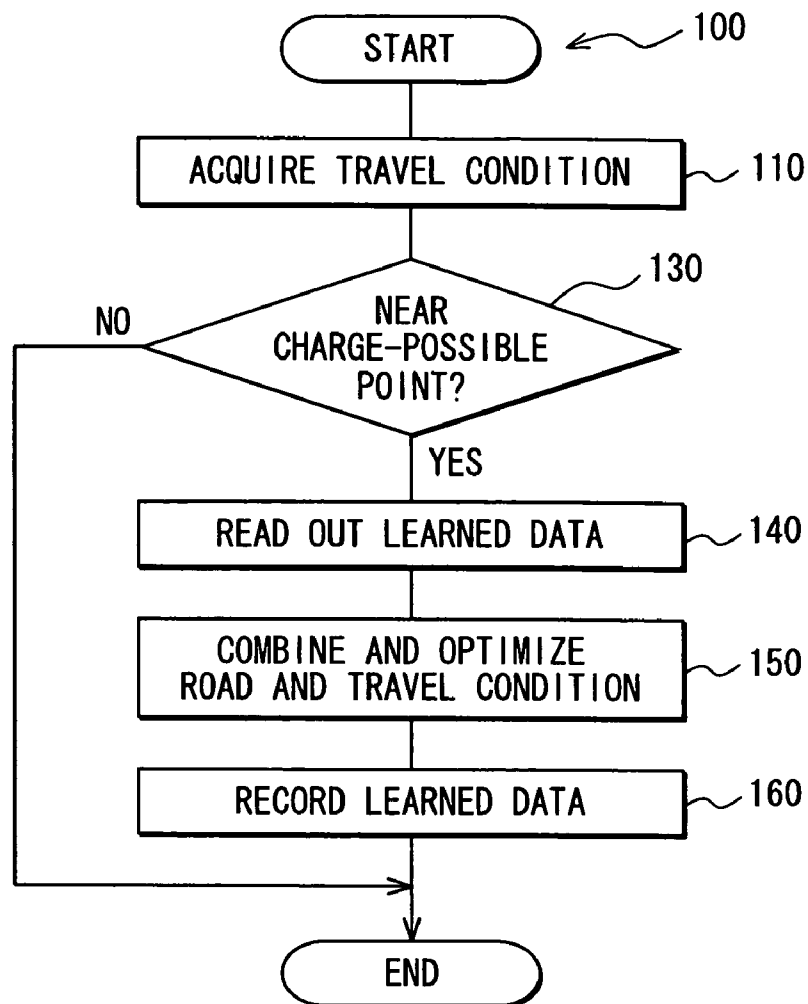 START
100
ACQUIRE TRAVEL CONDITION
110
130
NEAR
CHARGE-POSSIBLE
POINT?
NO
YES
READ OUT LEARNED DATA
140
COMBINE AND OPTIMIZE
ROAD AND TRAVEL CONDITION
150
RECORD LEARNED DATA
160
END